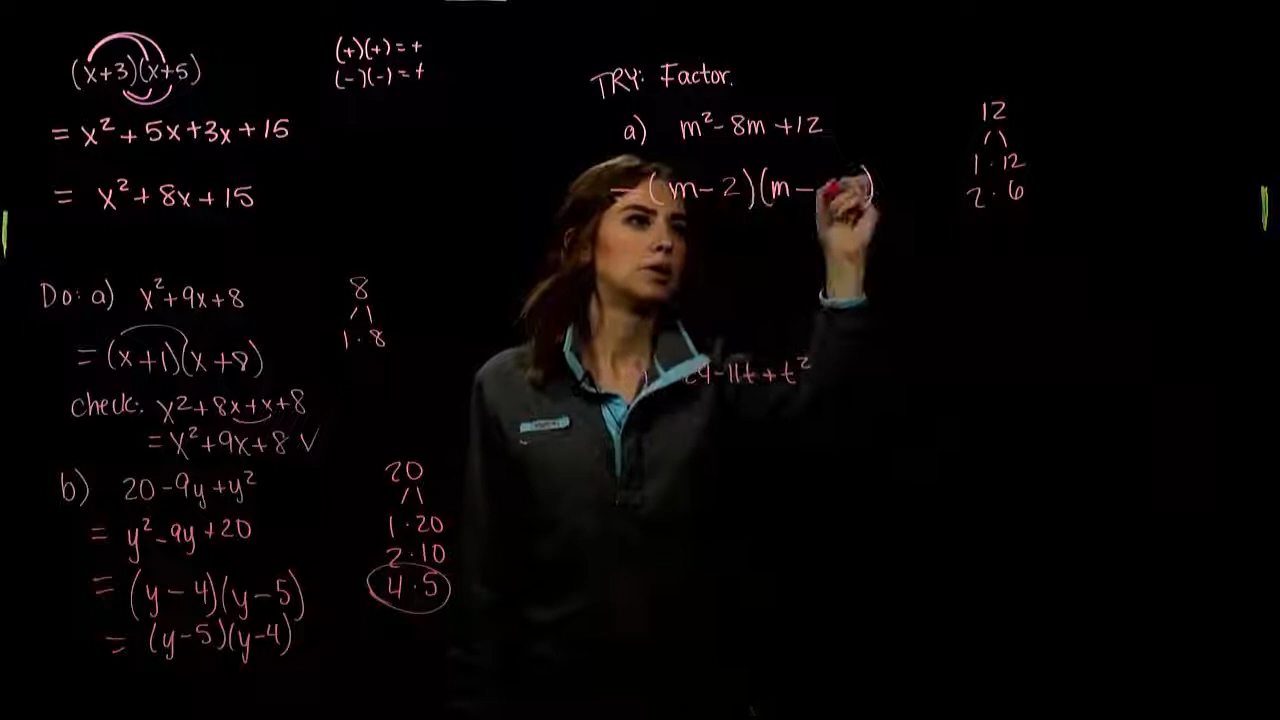 (x+3)(x+5)
= x² + 5x + 3x + 15
= x² + 8x + 15
(+)(+) = +
(-)(-) = +
Do: a) x² + 9x + 8
= (x + 1)(x + 8)
check: x² + 8x + x + 8
= x² + 9x + 8 ✓
8
1 · 8
b) 20 - 9y + y²
= y² - 9y + 20
= (y - 4)(y - 5)
= (y - 5)(y - 4)
20
1 · 20
2 · 10
4 · 5
TRY: Factor.
a) m² - 8m + 12
= (m - 2)(m - )
12
1 · 12
2 · 6
) 24 - 11t + t²